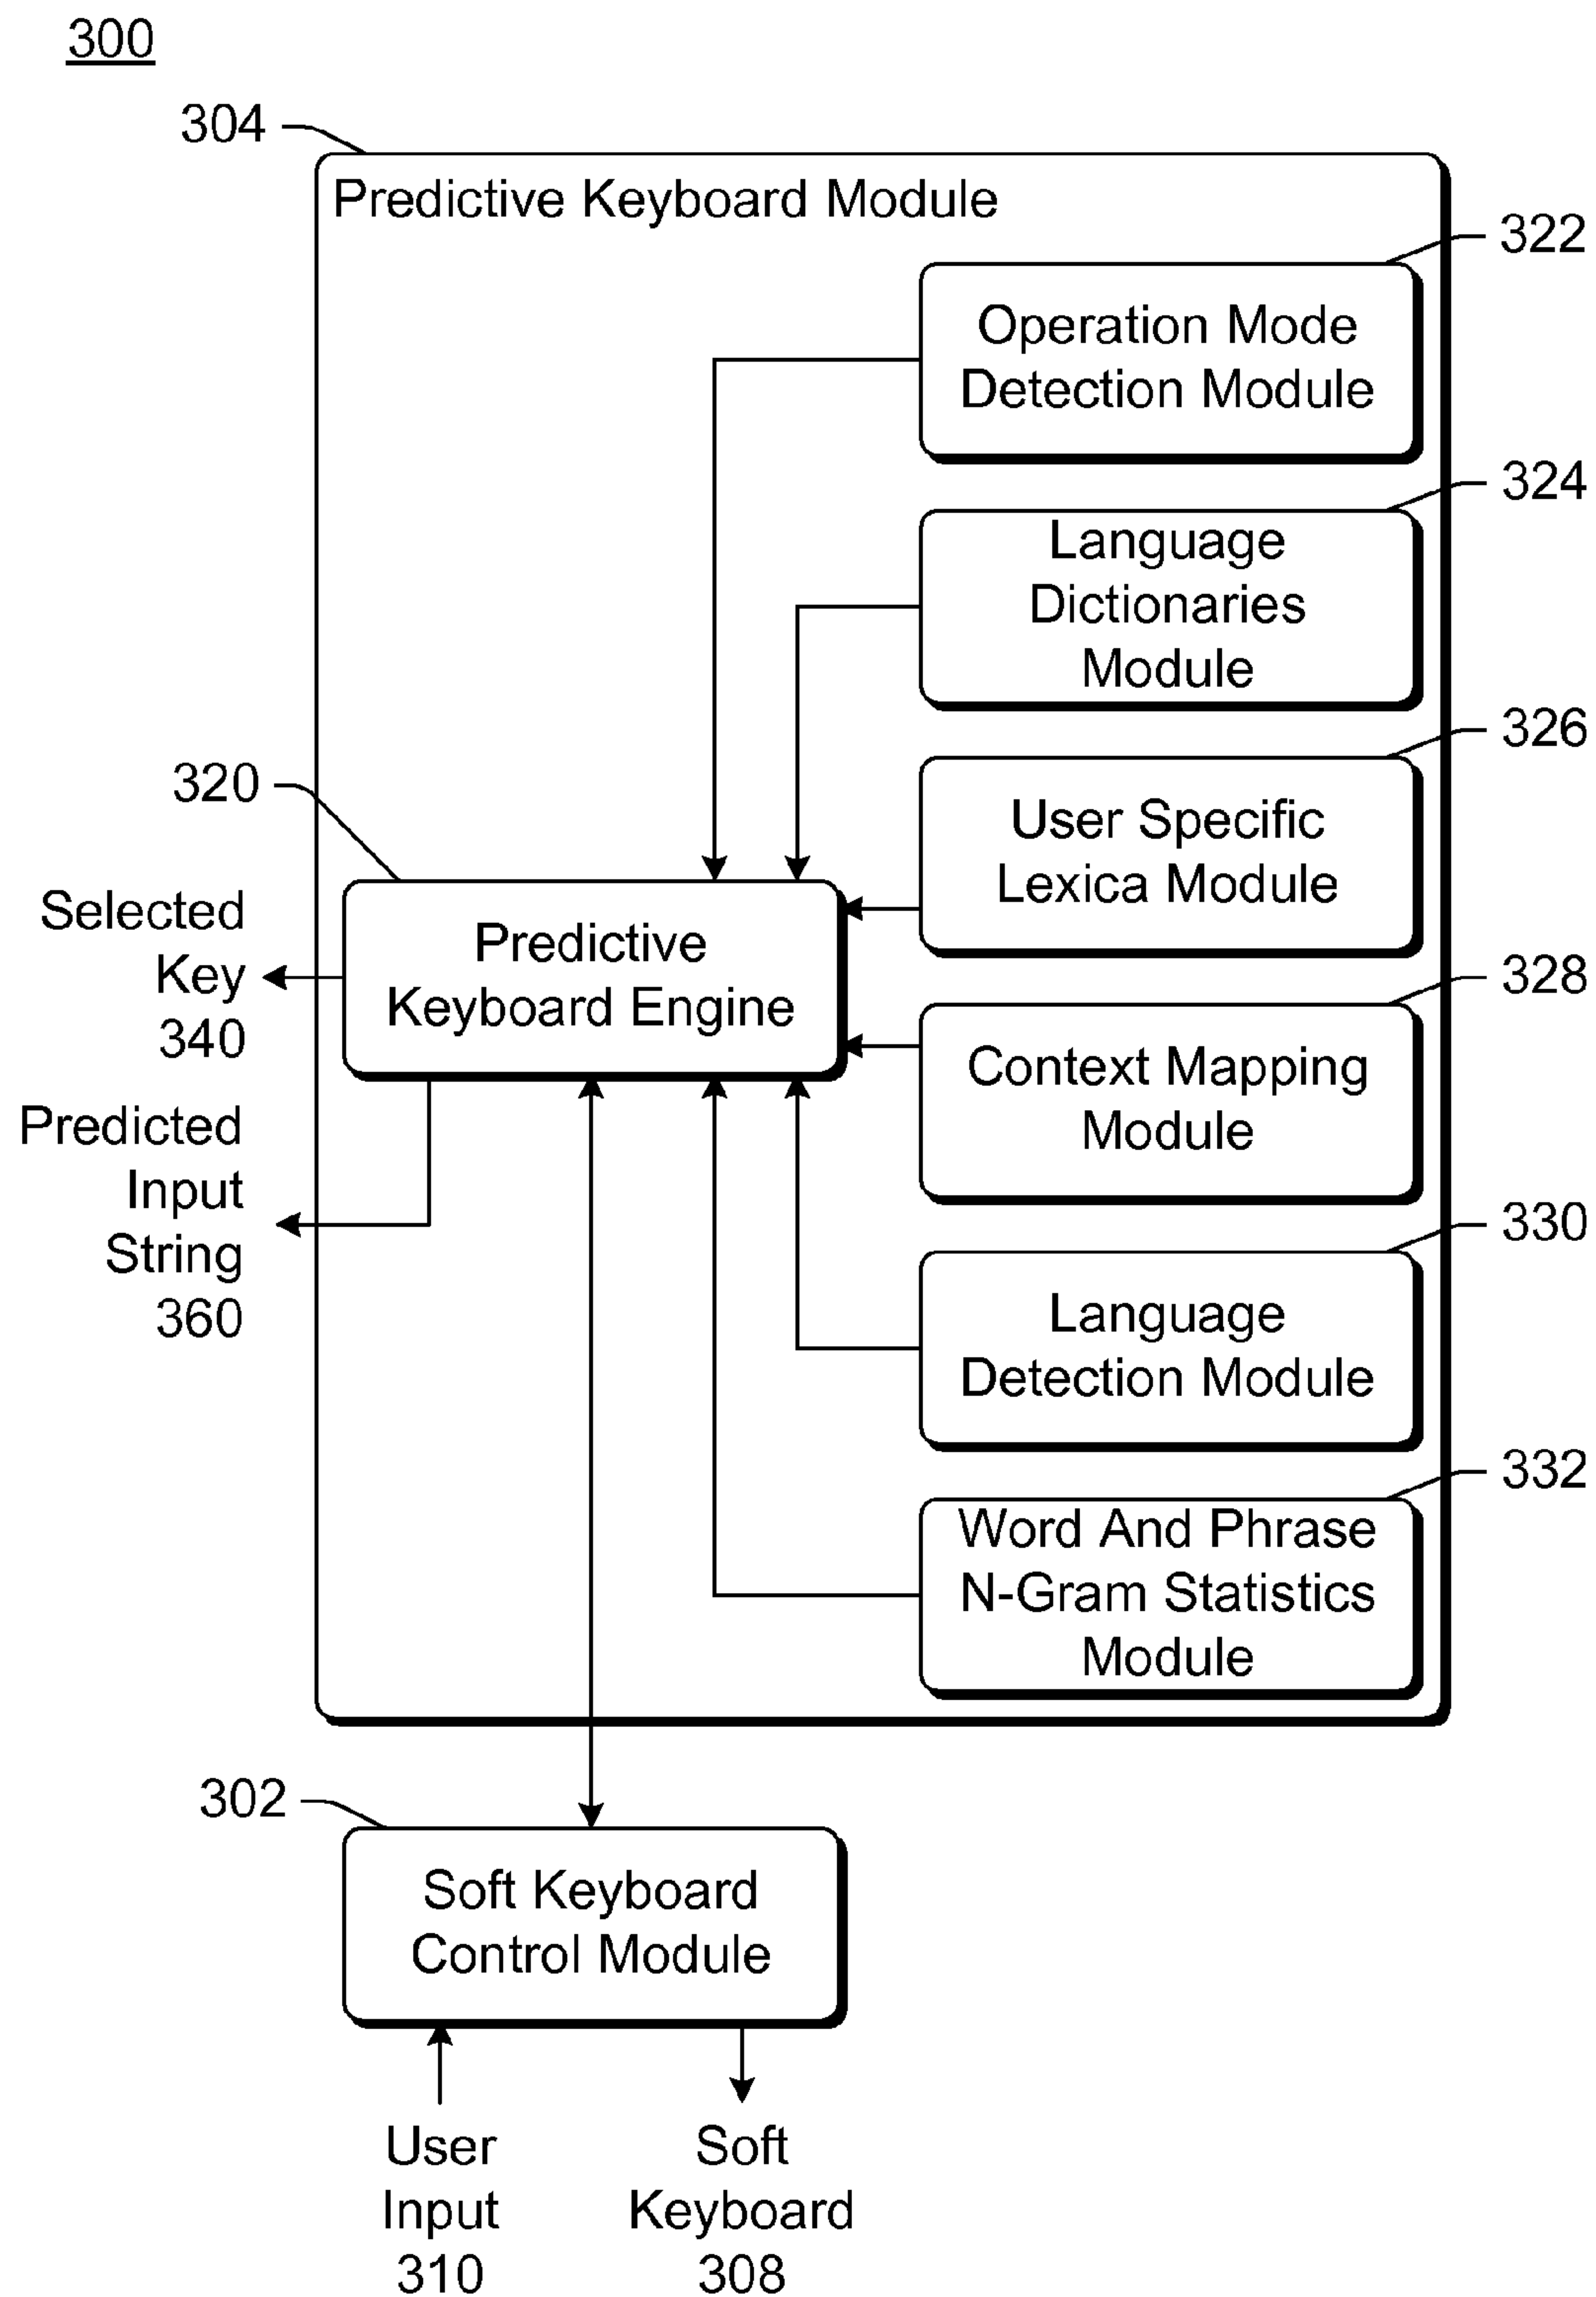 300
304
Predictive Keyboard Module
322
Operation Mode
Detection Module
324
Language
Dictionaries
Module
326
User Specific
Lexica Module
320
Predictive
Keyboard Engine
Selected
Key
340
328
Context Mapping
Module
Predicted
Input
String
360
330
Language
Detection Module
332
Word And Phrase
N-Gram Statistics
Module
302
Soft Keyboard
Control Module
User
Input
310
Soft
Keyboard
308